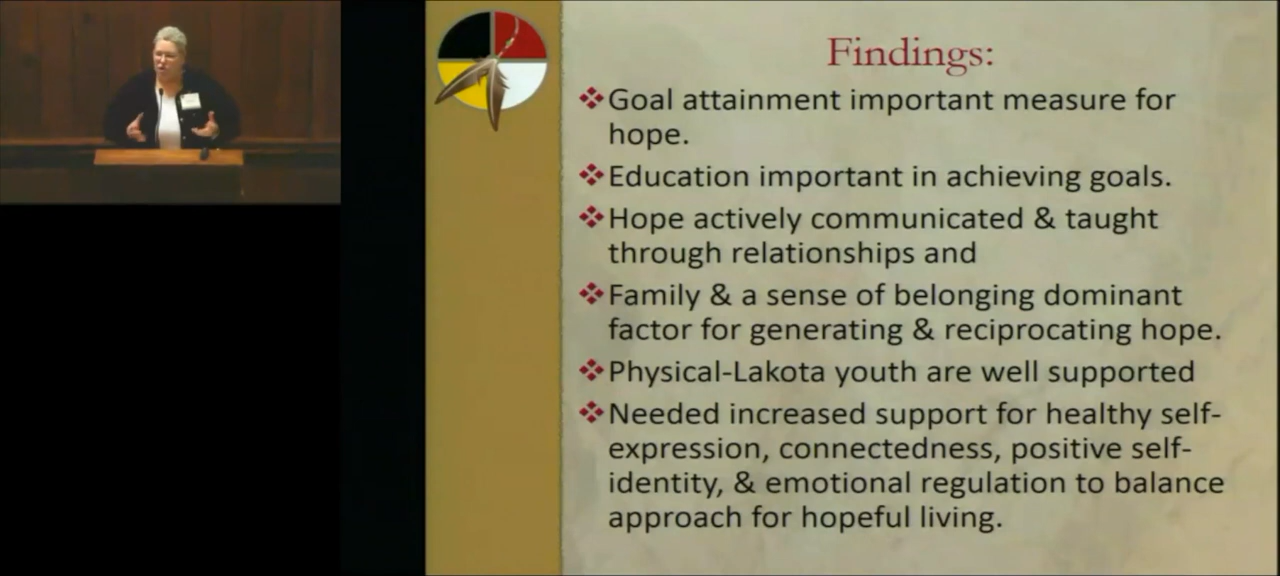 Findings:
❖Goal attainment important measure for
hope.
❖Education important in achieving goals.
❖Hope actively communicated & taught
through relationships and
❖Family & a sense of belonging dominant
factor for generating & reciprocating hope.
❖Physical-Lakota youth are well supported
❖Needed increased support for healthy self-
expression, connectedness, positive self-
identity, & emotional regulation to balance
approach for hopeful living.